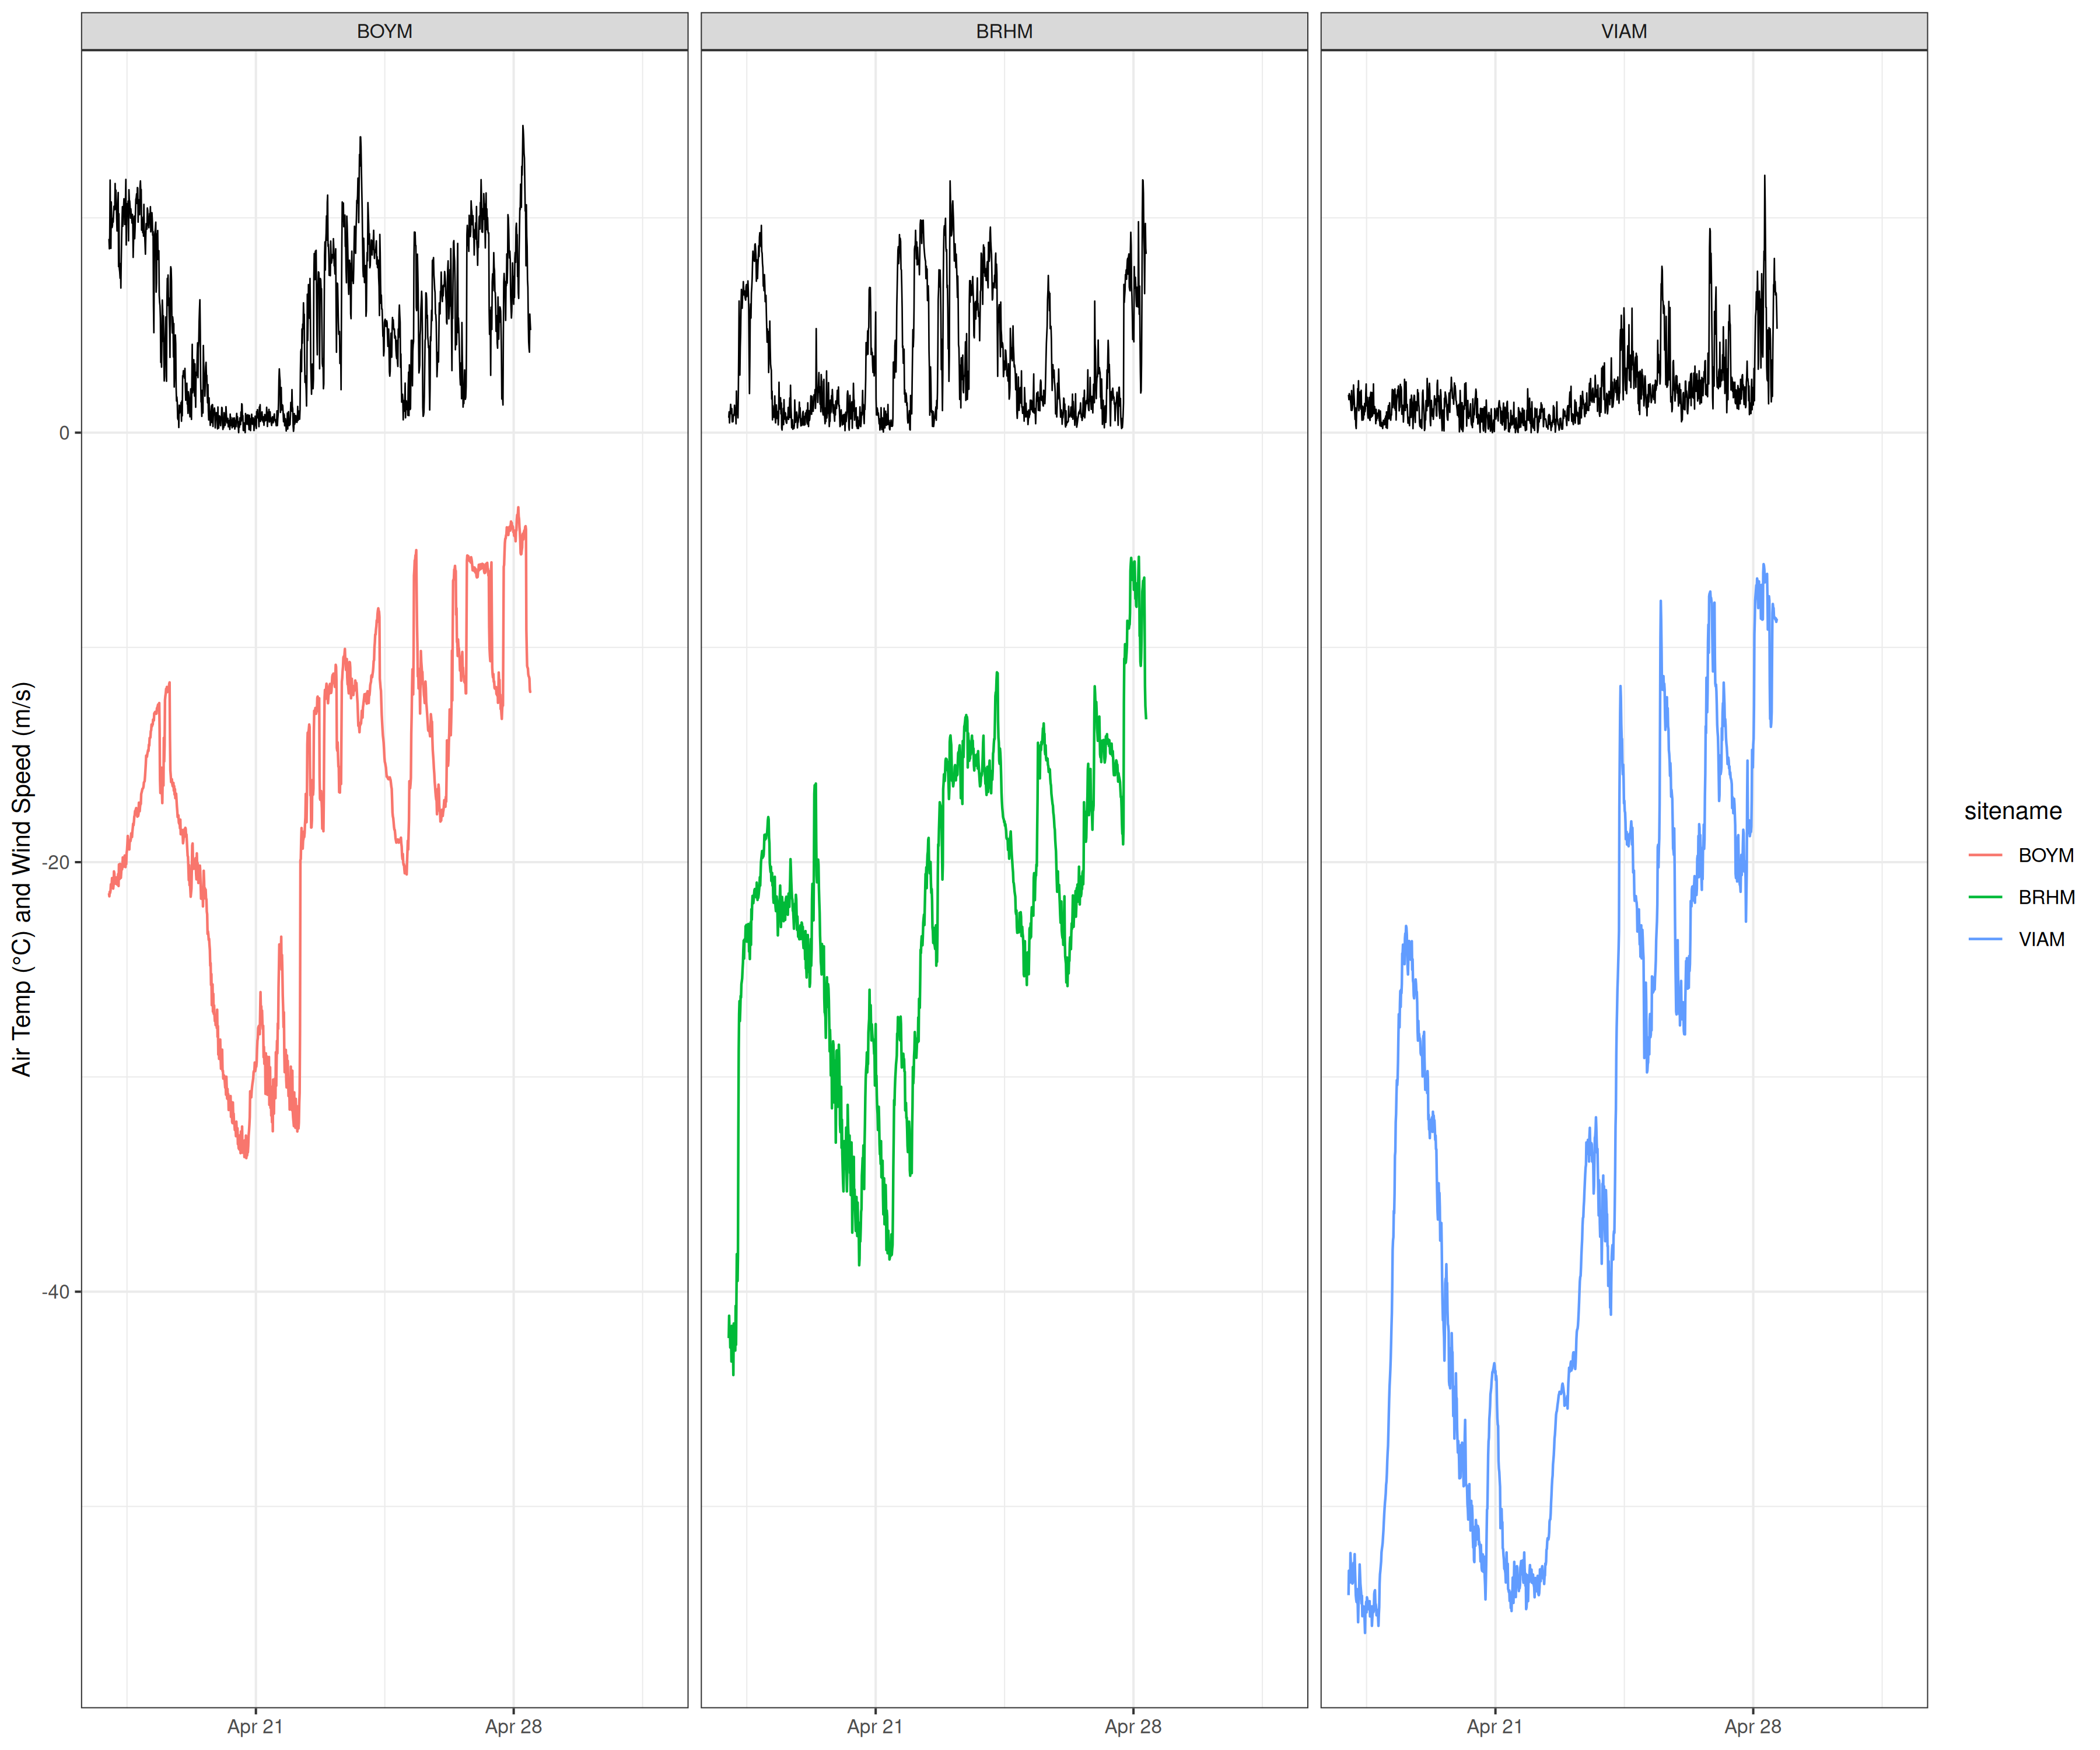 BOYM
BRHM
VIAM
0
-20
-40
Air Temp (°C) and Wind Speed (m/s)
Apr 21
Apr 28
Apr 21
Apr 28
Apr 21
Apr 28
sitename
BOYM
BRHM
VIAM